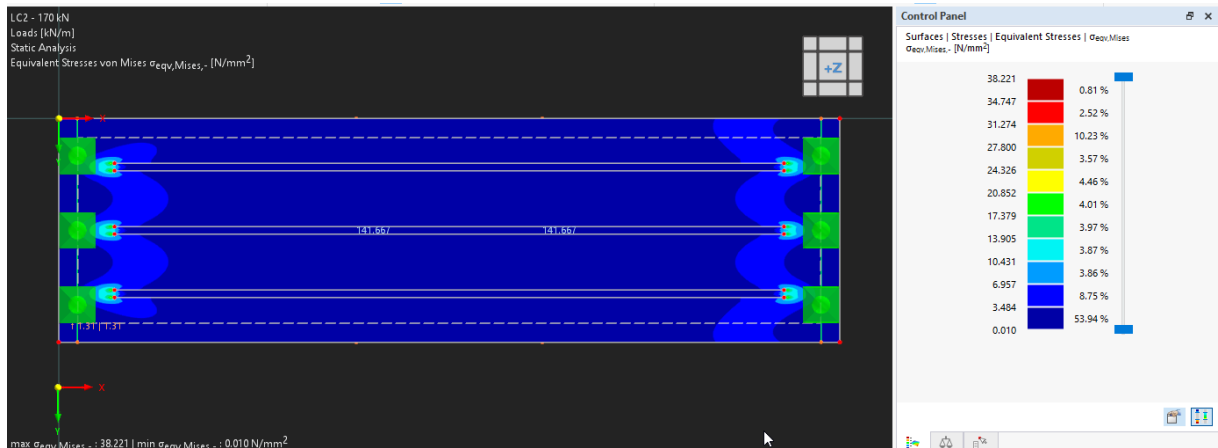 LC2 - 170 kN
Loads [kN/m]
Static Analysis
Equivalent Stresses von Mises σeqv,Mises,- [N/mm²]
+Z
X
141.667 141.667
1.31 | 1.31
X
Y
max σeqv,Mises,- : 38.221 | min σeqv,Mises,- : 0.010 N/mm²
Control Panel
Surfaces | Stresses | Equivalent Stresses | σeqv,Mises
σeqv,Mises,- [N/mm²]
38.221
0.81 %
34.747
2.52 %
31.274
10.23 %
27.800
3.57 %
24.326
4.46 %
20.852
4.01 %
17.379
3.97 %
13.905
3.87 %
10.431
3.86 %
6.957
8.75 %
3.484
53.94 %
0.010